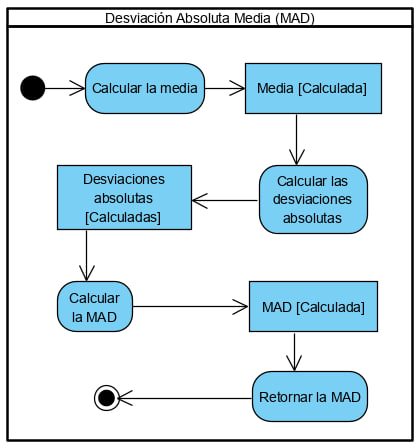 Desviación Absoluta Media (MAD)
Calcular la media
Media [Calculada]
Calcular las
desviaciones
absolutas
Desviaciones
absolutas
[Calculadas]
Calcular
la MAD
MAD [Calculada]
Retornar la MAD